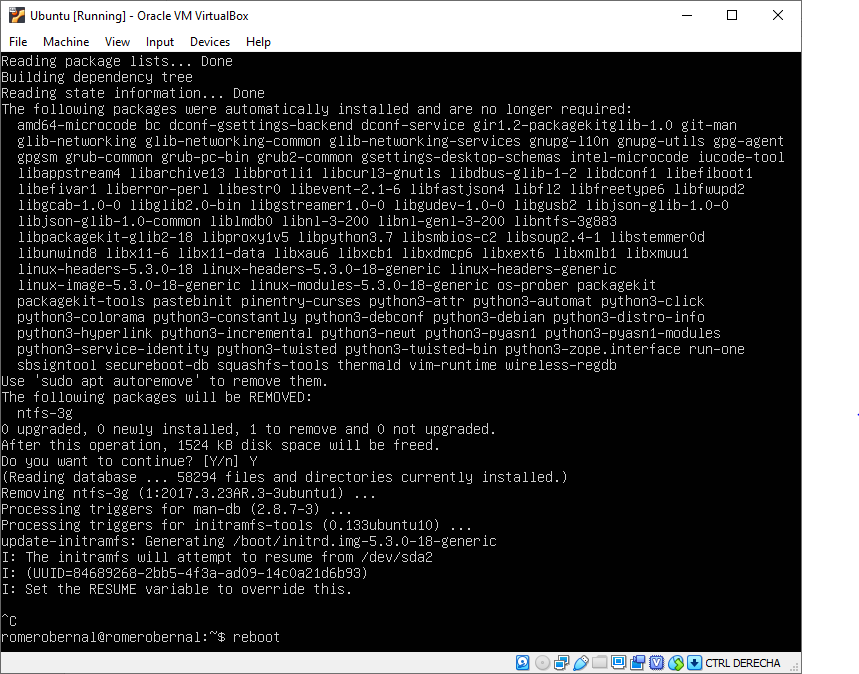 Ubuntu [Running] - Oracle VM VirtualBox
File Machine View Input Devices Help
Reading package lists... Done
Building dependency tree
Reading state information... Done
The following packages were automatically installed and are no longer required:
  amd64-microcode bc dconf-gsettings-backend dconf-service gir1.2-packagekitglib-1.0 git-man
  glib-networking glib-networking-common glib-networking-services gnupg-l10n gnupg-utils gpg-agent
  gpgsm grub-common grub-pc-bin grub2-common gsettings-desktop-schemas intel-microcode iucode-tool
  libappstream4 libarchive13 libbrotli1 libcurl3-gnutls libdbus-glib-1-2 libdconf1 libefiboot1
  libefivar1 liberror-perl libestr0 libevent-2.1-6 libfastjson4 libfl2 libfreetype6 libfwupd2
  libgcab-1.0-0 libglib2.0-bin libgstreamer1.0-0 libgudev-1.0-0 libgusb2 libjson-glib-1.0-0
  libjson-glib-1.0-common liblmdb0 libnl-3-200 libnl-genl-3-200 libntfs-3g883
  libpackagekit-glib2-18 libproxy1v5 libpython3.7 libsmbios-c2 libsoup2.4-1 libstemmer0d
  libunwind8 libx11-6 libx11-data libxau6 libxcb1 libxdmcp6 libxext6 libxmlb1 libxmuu1
  linux-headers-5.3.0-18 linux-headers-5.3.0-18-generic linux-headers-generic
  linux-image-5.3.0-18-generic linux-modules-5.3.0-18-generic os-prober packagekit
  packagekit-tools pastebinit pinentry-curses python3-attr python3-automat python3-click
  python3-colorama python3-constantly python3-debconf python3-debian python3-distro-info
  python3-hyperlink python3-incremental python3-newt python3-pyasn1 python3-pyasn1-modules
  python3-service-identity python3-twisted python3-twisted-bin python3-zope.interface run-one
  sbsigntool secureboot-db squashfs-tools thermald vim-runtime wireless-regdb
Use 'sudo apt autoremove' to remove them.
The following packages will be REMOVED:
  ntfs-3g
0 upgraded, 0 newly installed, 1 to remove and 0 not upgraded.
After this operation, 1524 kB disk space will be freed.
Do you want to continue? [Y/n] Y
(Reading database ... 58294 files and directories currently installed.)
Removing ntfs-3g (1:2017.3.23AR.3-3ubuntu1) ...
Processing triggers for man-db (2.8.7-3) ...
Processing triggers for initramfs-tools (0.133ubuntu10) ...
update-initramfs: Generating /boot/initrd.img-5.3.0-18-generic
I: The initramfs will attempt to resume from /dev/sda2
I: (UUID=84689268-2bb5-4f3a-ad09-14c0a21d6b93)
I: Set the RESUME variable to override this.
^C
romerobernal@romerobernal:~$ reboot
CTRL DERECHA